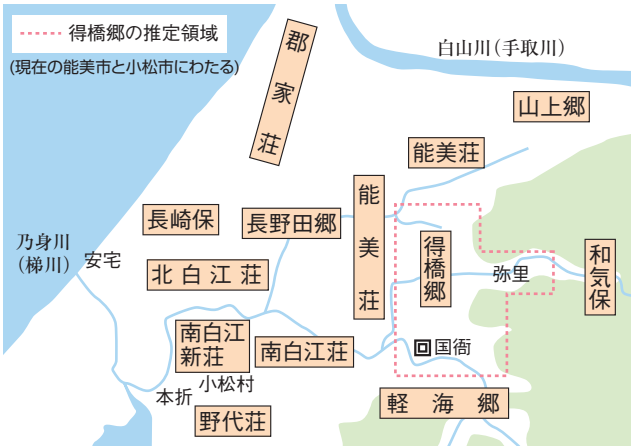 得橋郷の推定領域
(現在の能美市と小松市にわたる)
白山川(手取川)
郡家荘
山上郷
能美荘
能美荘
長崎保
長野田郷
乃身川
(梯川)
安宅
北白江荘
得橋郷
弥里
和気保
南白江
新荘
南白江荘
国衙
小松村
本折
野代荘
軽海郷